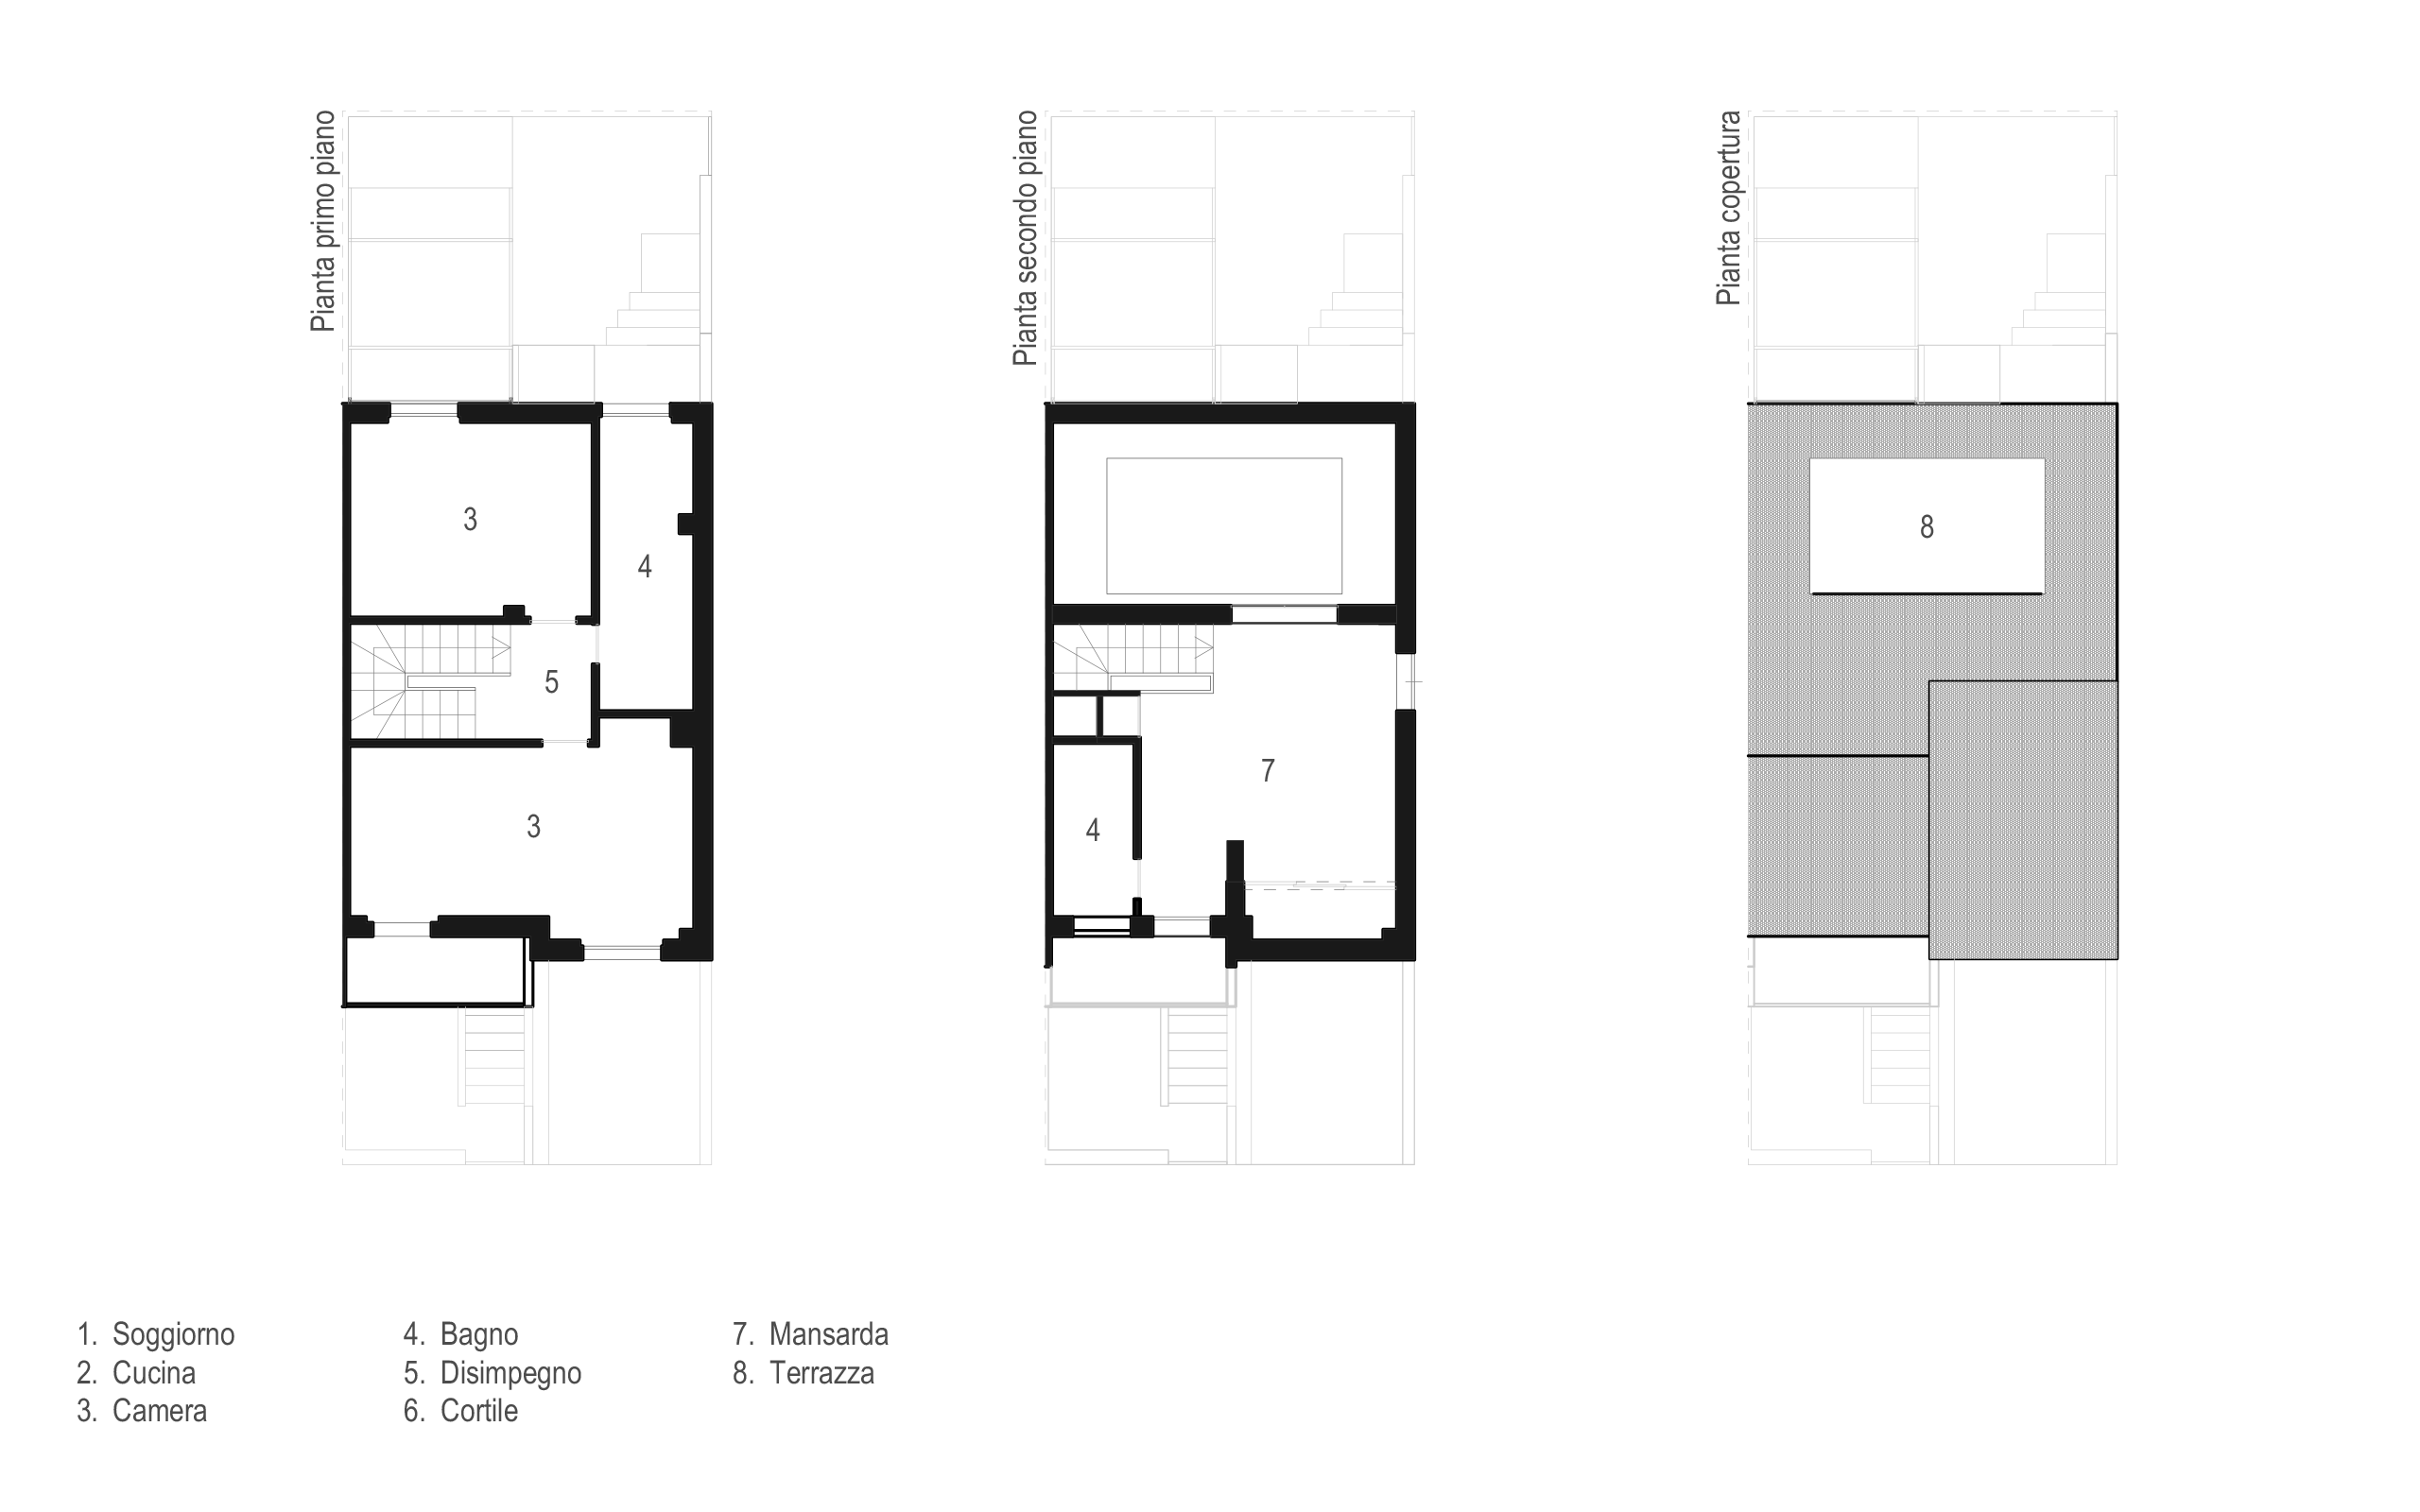 Pianta primo piano
3
4
5
3
Pianta secondo piano
7
4
Pianta copertura
8
1. Soggiorno
2. Cucina
3. Camera
4. Bagno
5. Disimpegno
6. Cortile
7. Mansarda
8. Terrazza